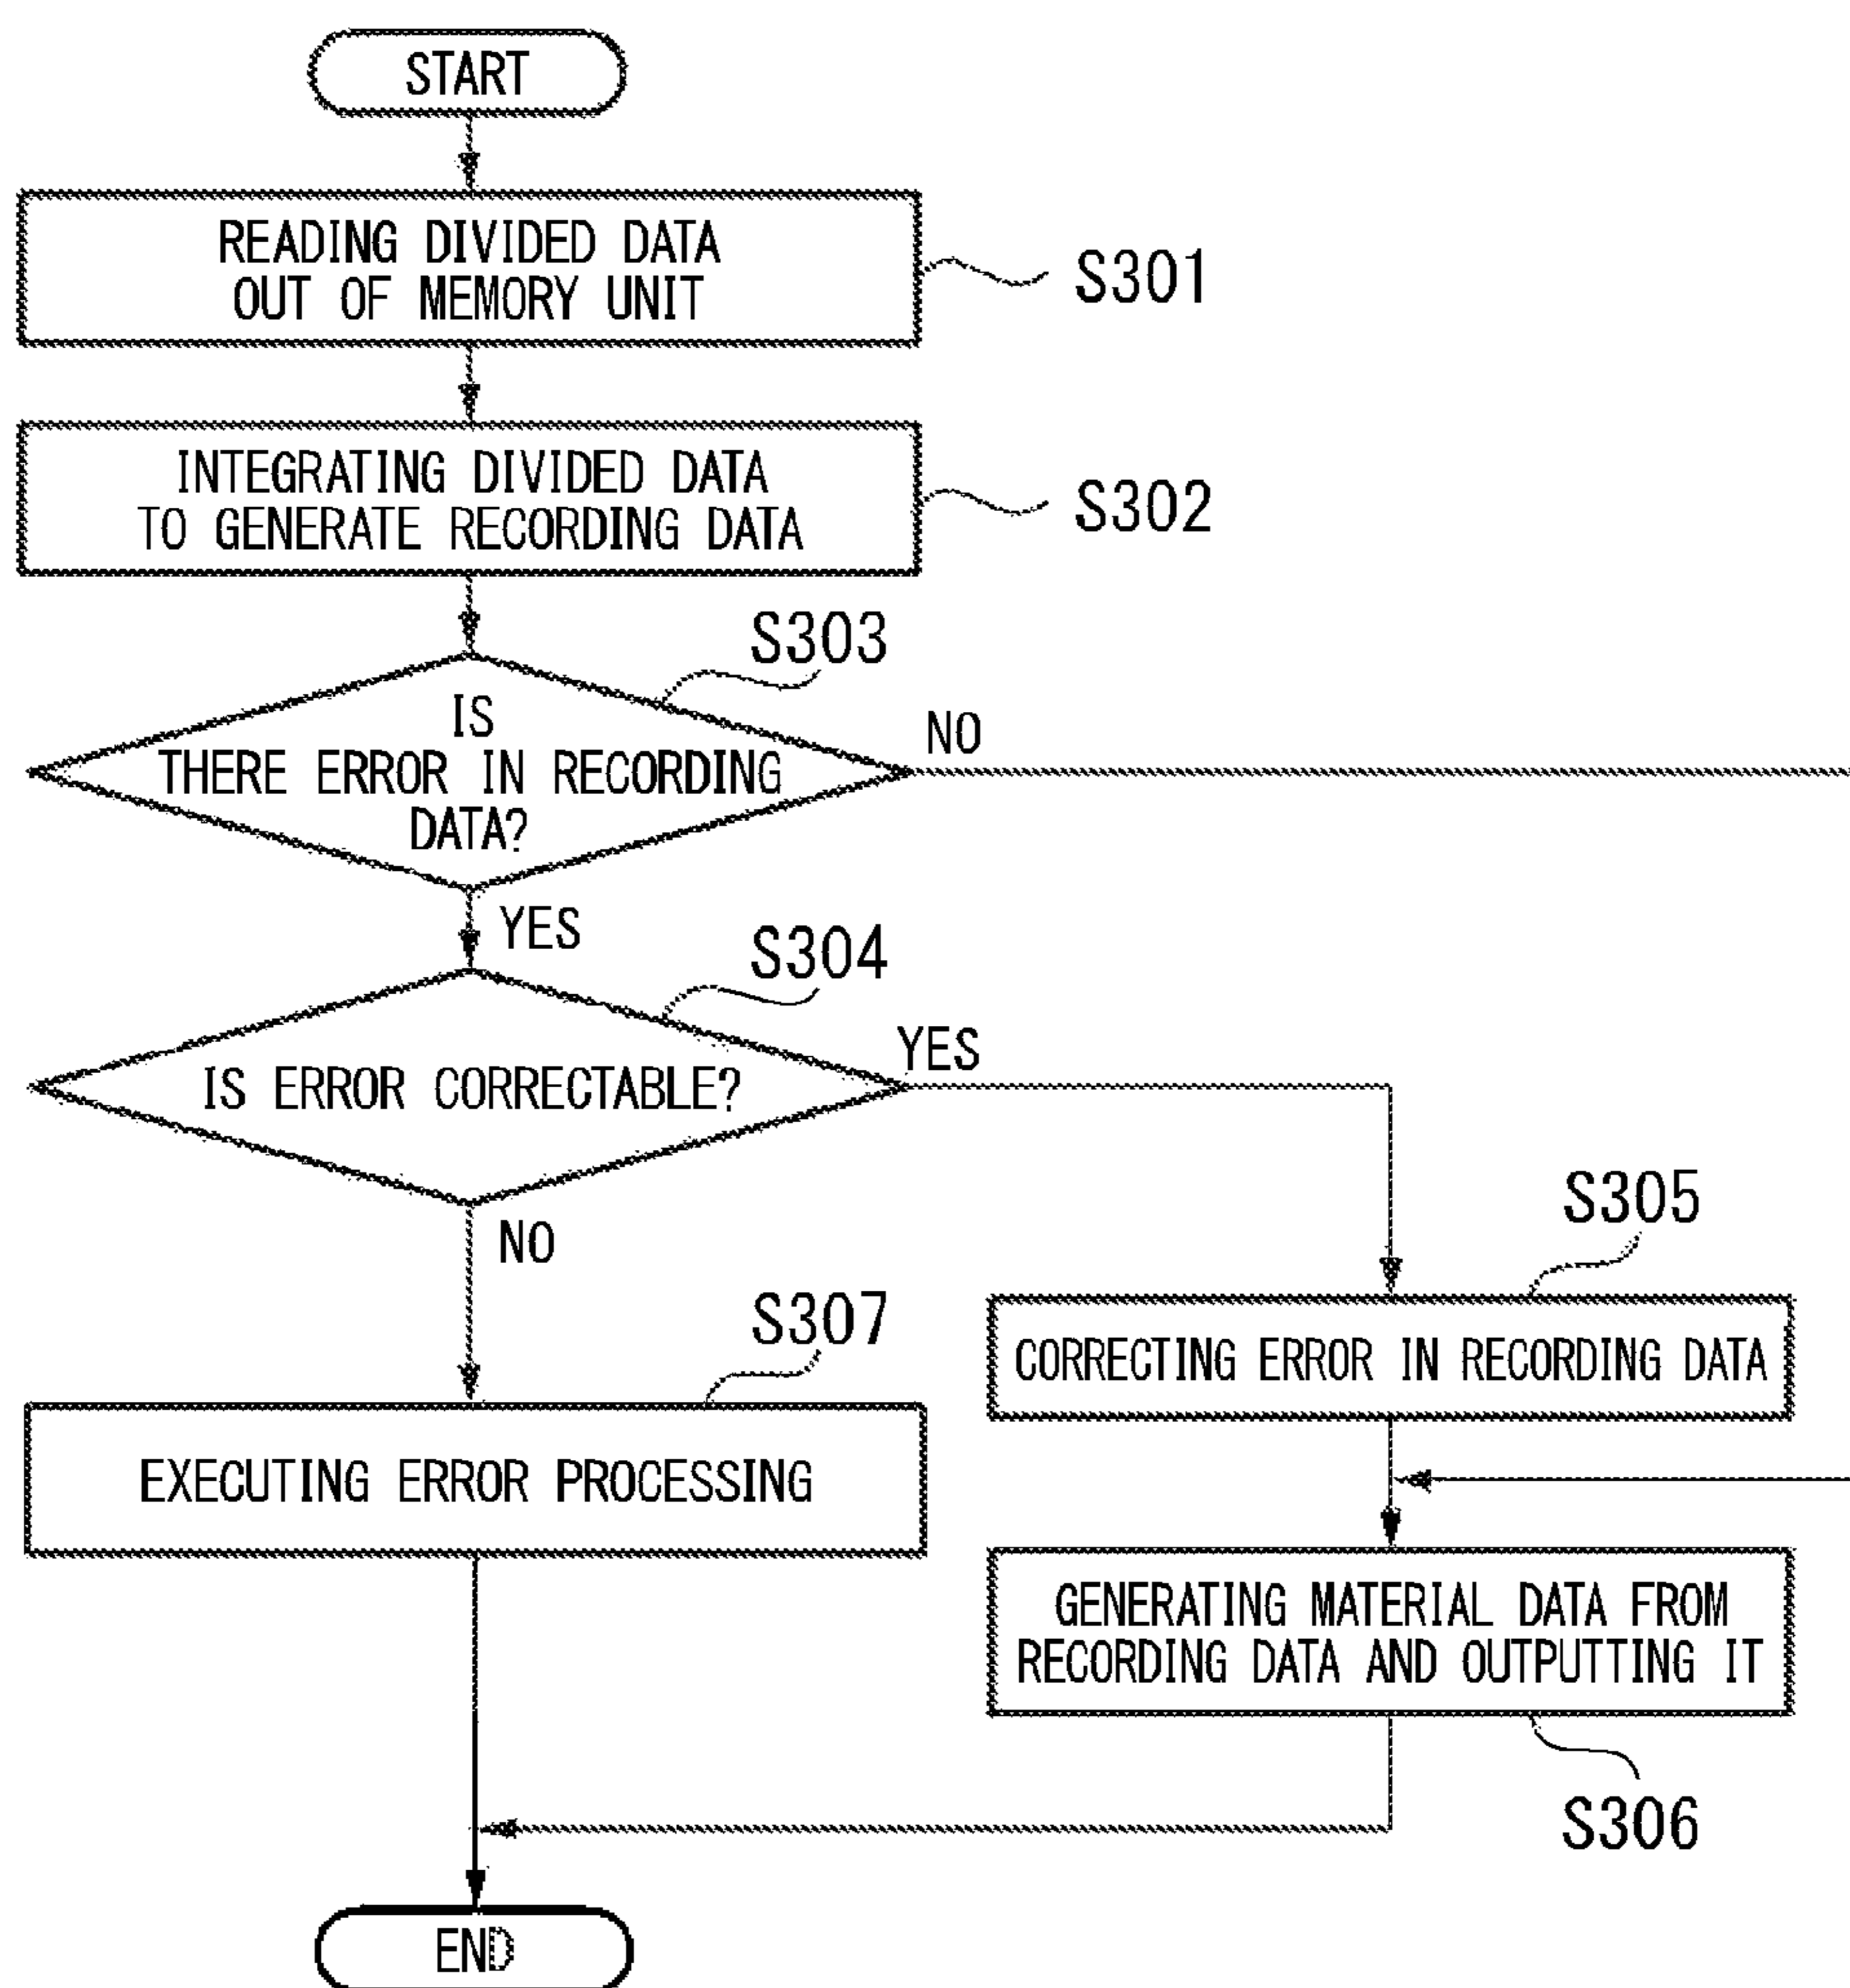 START
READING DIVIDED DATA
OUT OF MEMORY UNIT
S301
INTEGRATING DIVIDED DATA
TO GENERATE RECORDING DATA
S302
S303
IS
THERE ERROR IN RECORDING
DATA?
NO
YES
S304
IS ERROR CORRECTABLE?
YES
NO
S305
CORRECTING ERROR IN RECORDING DATA
S307
EXECUTING ERROR PROCESSING
GENERATING MATERIAL DATA FROM
RECORDING DATA AND OUTPUTTING IT
S306
END